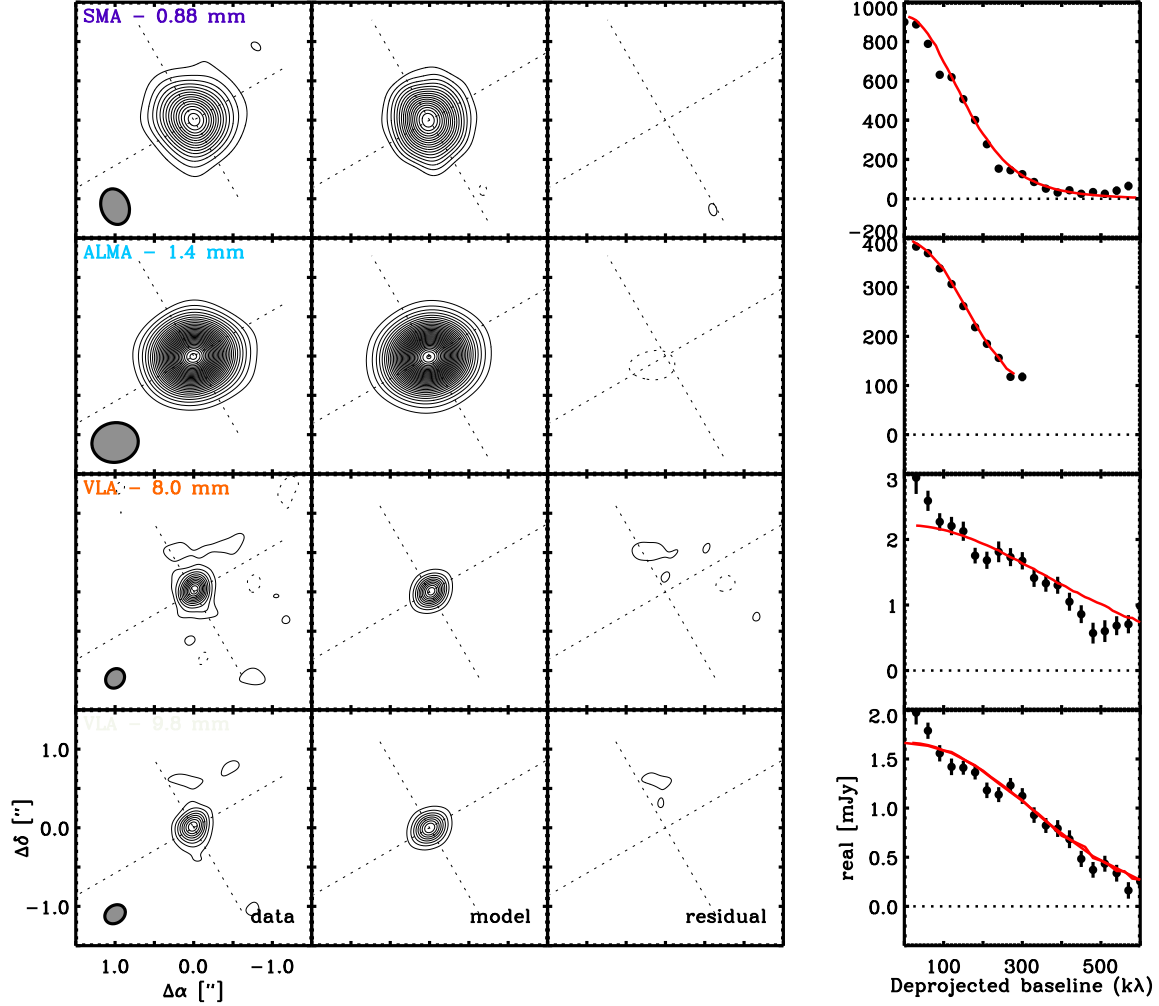 SMA - 0.88 mm
1000
800
600
400
200
0
-200
ALMA - 1.4 mm
400
300
200
100
0
VLA - 8.0 mm
3
2
1
0
VLA - 9.8 mm
1.0
0.0
-1.0
Δδ ["]
data
model
residual
2.0
1.5
1.0
0.5
0.0
real [mJy]
1.0 0.0 -1.0
Δα ["]
100 300 500
Deprojected baseline (kλ)